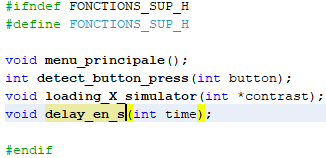 #ifndef FONCTIONS_SUP_H
#define FONCTIONS_SUP_H
void menu_principale();
int detect_button_press(int button);
void loading_X_simulator(int *contrast);
void delay_en_s(int time);
#endif